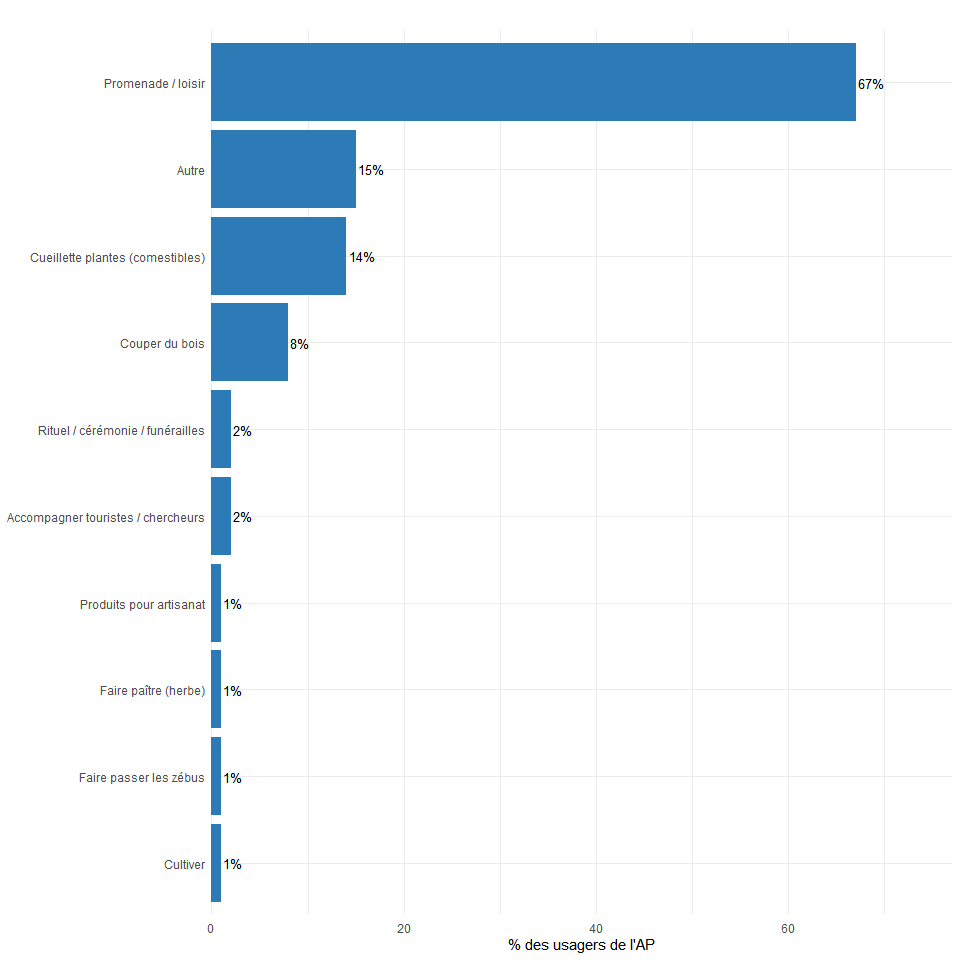 Promenade / loisir
67%
Autre
15%
Cueillette plantes (comestibles)
14%
Couper du bois
8%
Rituel / cérémonie / funérailles
2%
Accompagner touristes / chercheurs
2%
Produits pour artisanat
1%
Faire paître (herbe)
1%
Faire passer les zébus
1%
Cultiver
1%
0 20 40 60
% des usagers de l'AP